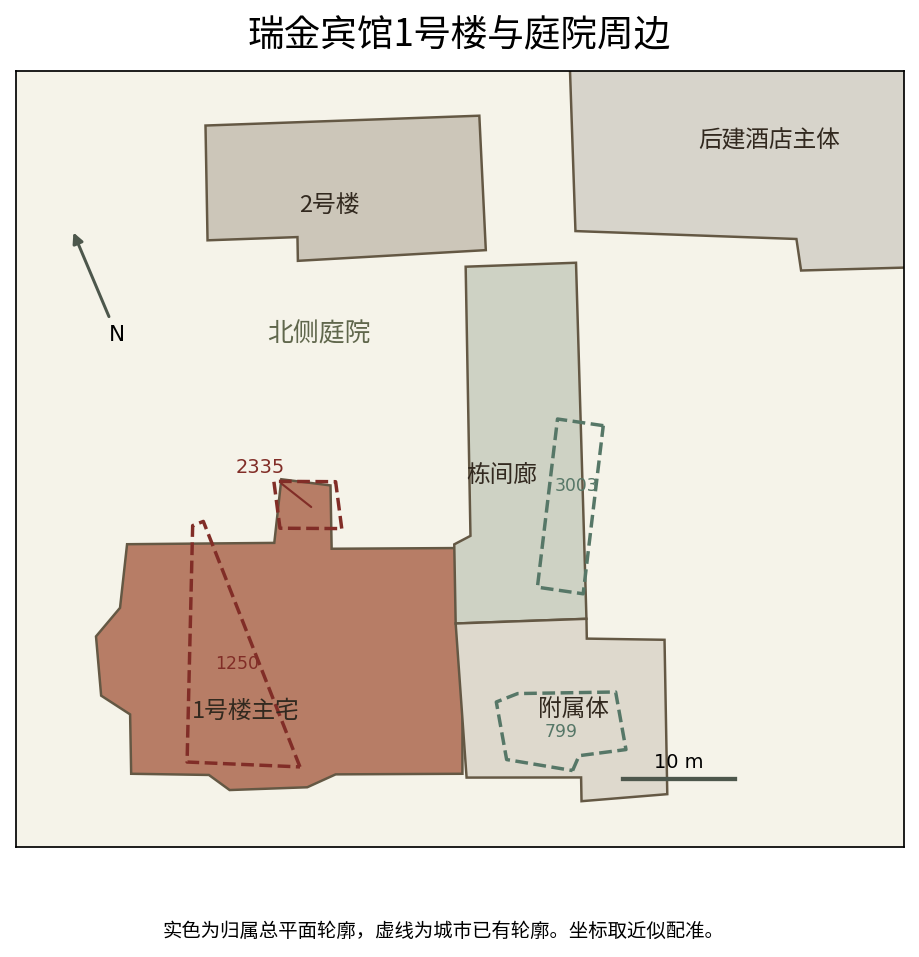 瑞金宾馆1号楼与庭院周边
后建酒店主体
2号楼
N
北侧庭院
2335
栋间廊
3003
1250
1号楼主宅
附属体
799
10 m
实色为归属总平面轮廓，虚线为城市已有轮廓。坐标取近似配准。